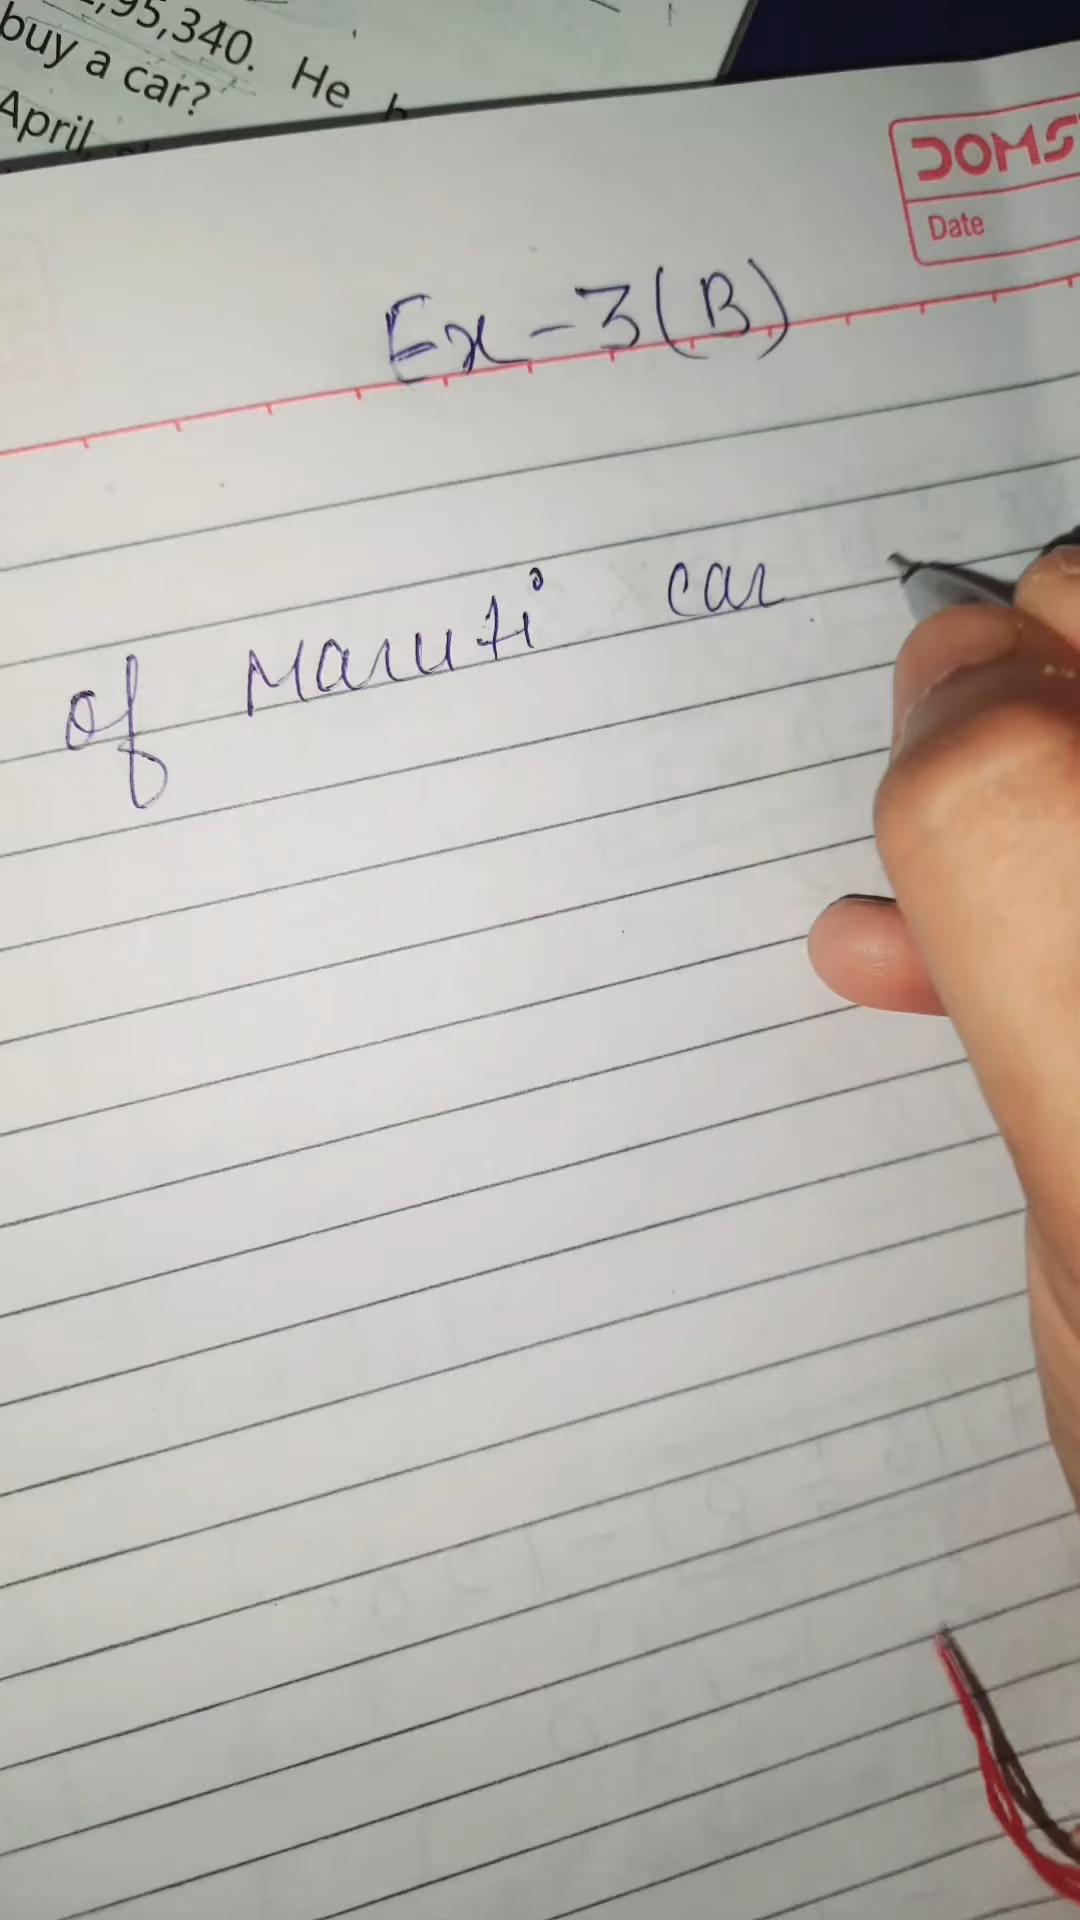 ,95,340. He
buy a car?
April,
DOMS
Date
Ex-3(B)
of Maruti car